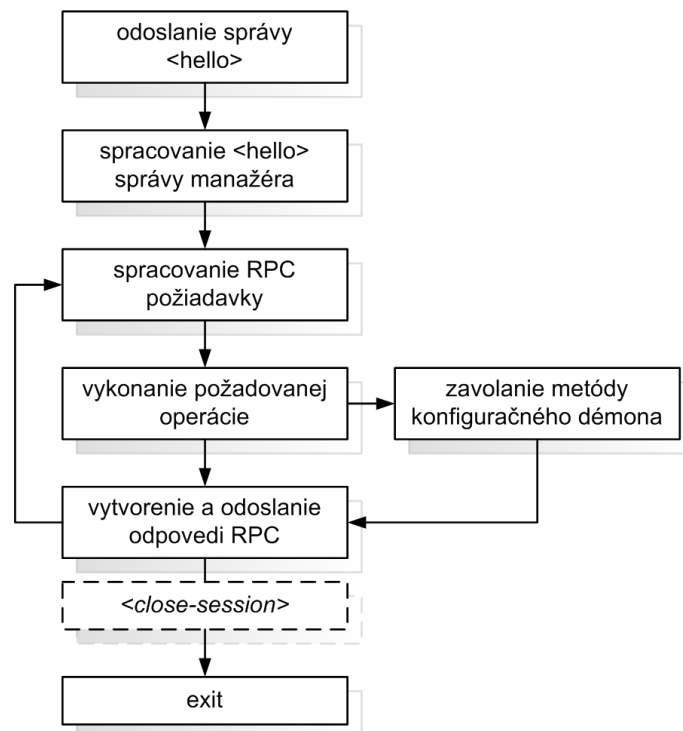 odoslanie správy
<hello>
spracovanie <hello>
správy manažéra
spracovanie RPC
požiadavky
vykonanie požadovanej
operácie
zavolanie metódy
konfiguračného démona
vytvorenie a odoslanie
odpovedi RPC
<close-session>
exit